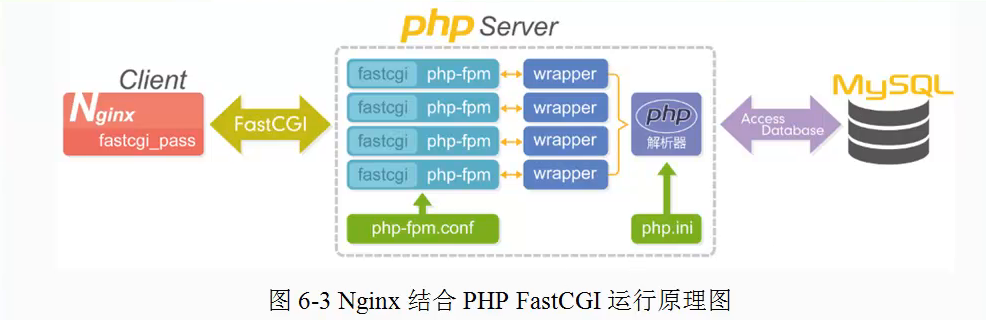 php Server
Client
Nginx
fastcgi_pass
FastCGI
fastcgi php-fpm wrapper
fastcgi php-fpm wrapper
fastcgi php-fpm wrapper
fastcgi php-fpm wrapper
php-fpm.conf
php
解析器
php.ini
Access
Database
MySQL
图 6-3 Nginx 结合 PHP FastCGI 运行原理图